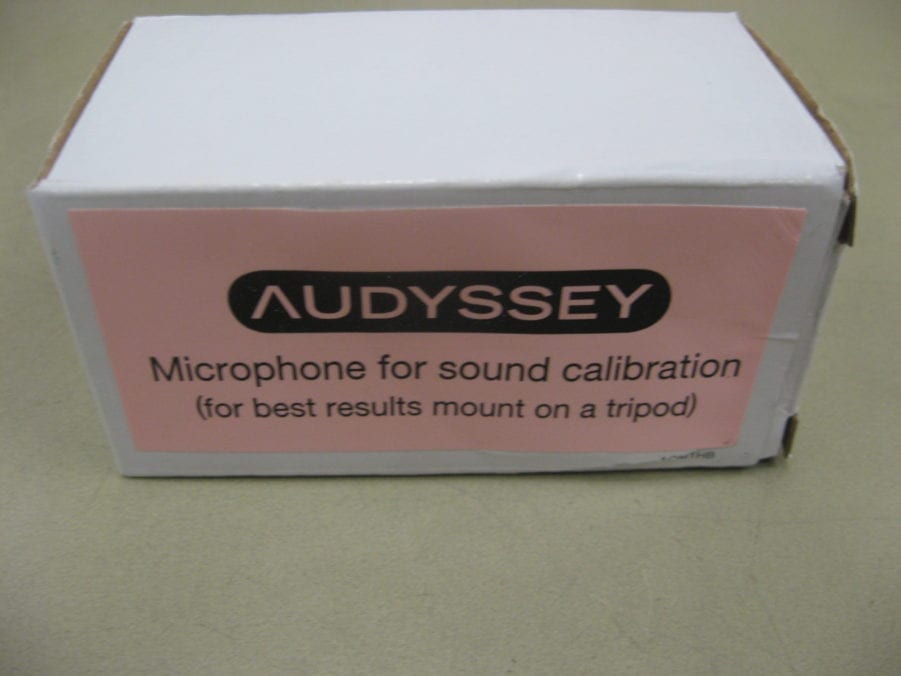 AUDYSSEY
Microphone for sound calibration
(for best results mount on a tripod)